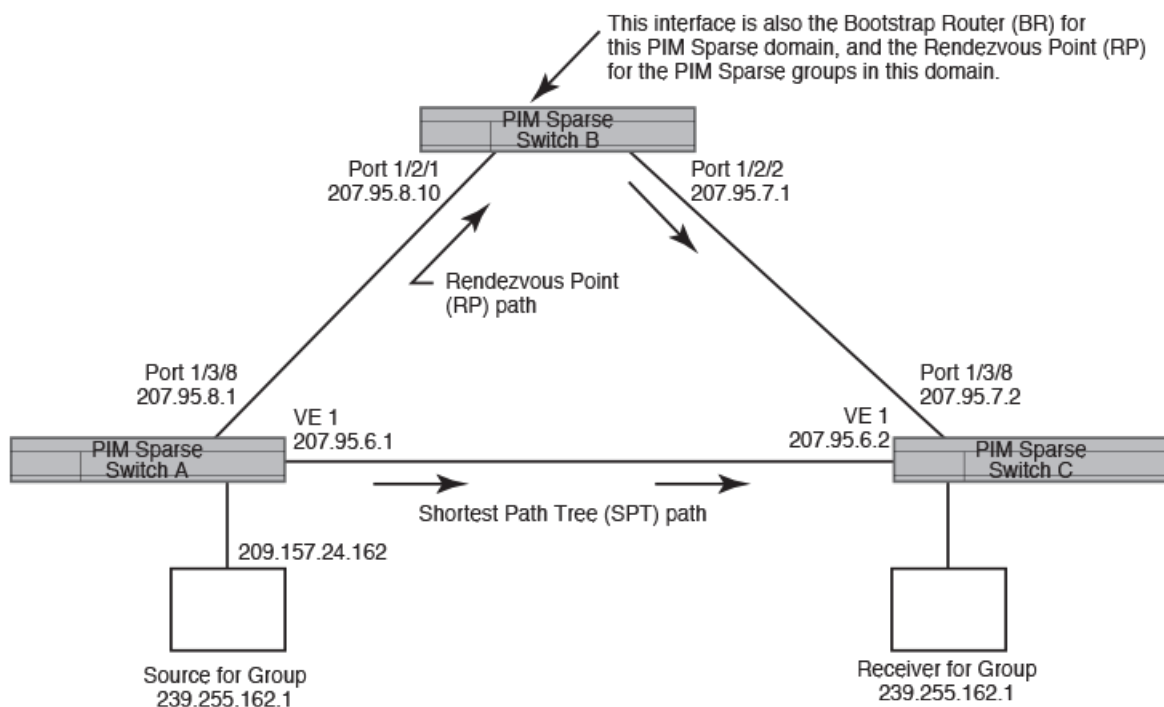 This interface is also the Bootstrap Router (BR) for
this PIM Sparse domain, and the Rendezvous Point (RP)
for the PIM Sparse groups in this domain.
PIM Sparse
Switch B
Port 1/2/1
207.95.8.10
Port 1/2/2
207.95.7.1
Rendezvous Point
(RP) path
Port 1/3/8
207.95.8.1
Port 1/3/8
207.95.7.2
VE 1
207.95.6.1
VE 1
207.95.6.2
PIM Sparse
Switch A
PIM Sparse
Switch C
Shortest Path Tree (SPT) path
209.157.24.162
Source for Group
239.255.162.1
Receiver for Group
239.255.162.1